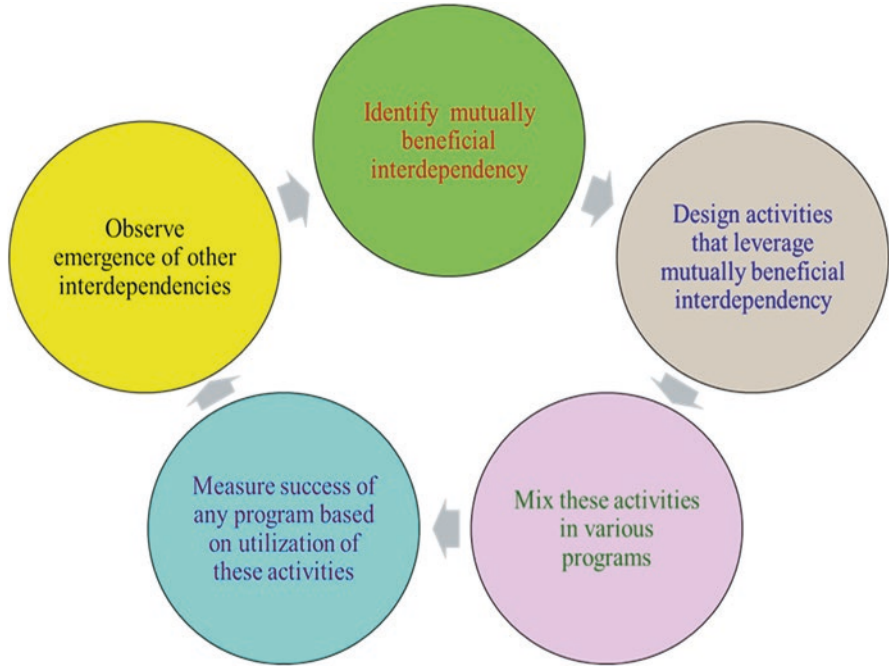 Identify mutually
beneficial
interdependency
Design activities
that leverage
mutually beneficial
interdependency
Mix these activities
in various
programs
Measure success of
any program based
on utilization of
these activities
Observe
emergence of other
interdependencies